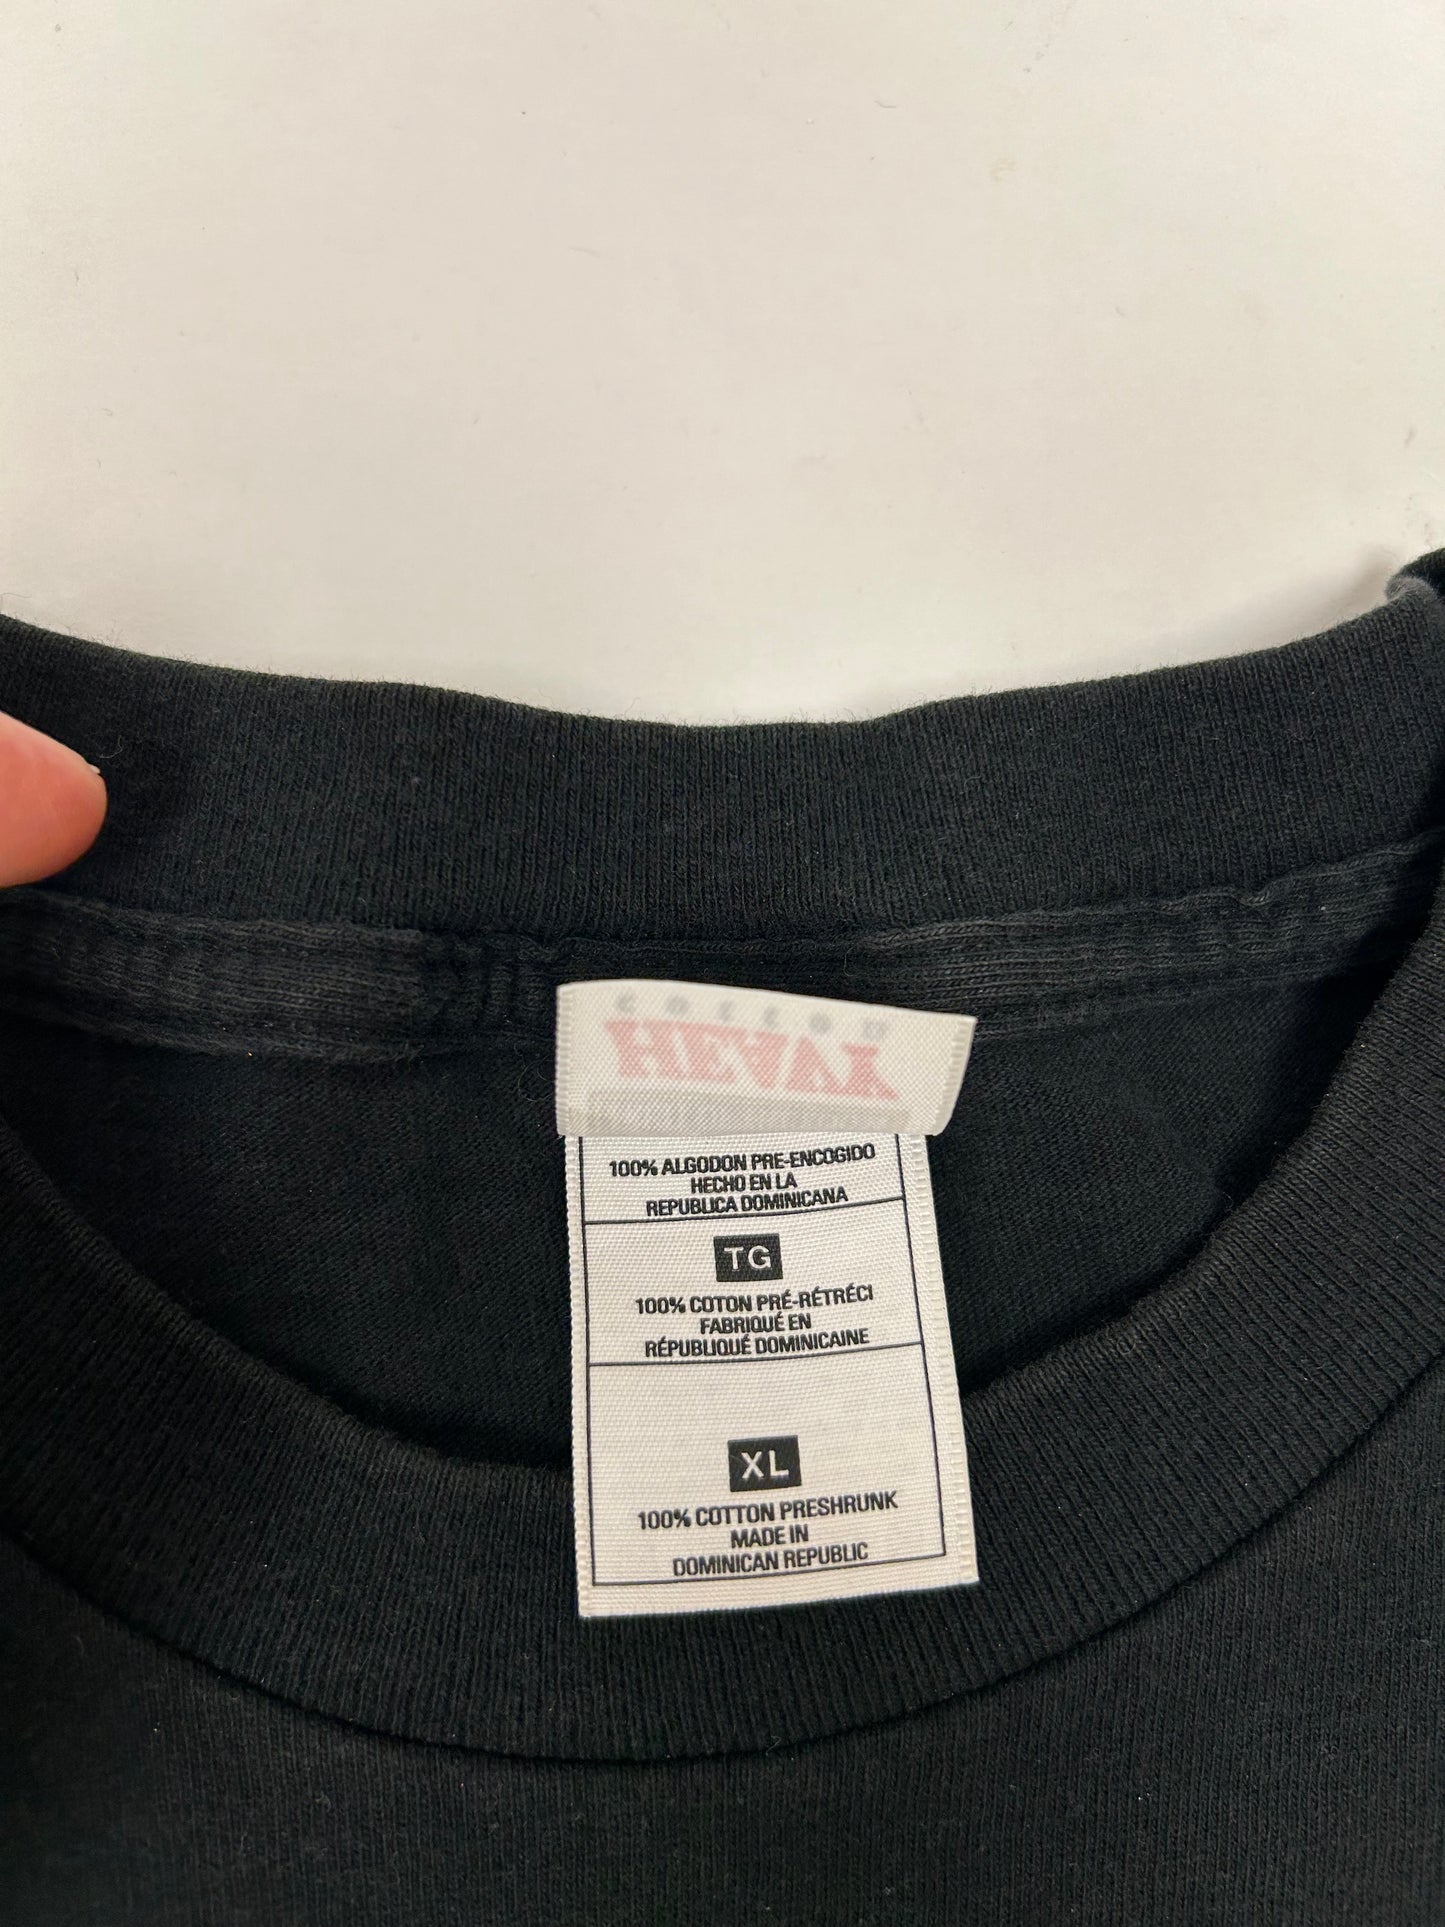 COTTON
HEAVY
100% ALGODON PRE-ENCOGIDO
HECHO EN LA
REPUBLICA DOMINICANA
TG
100% COTON PRÉ-RÉTRÉCI
FABRIQUÉ EN
RÉPUBLIQUÉ DOMINICAINE
XL
100% COTTON PRESHRUNK
MADE IN
DOMINICAN REPUBLIC